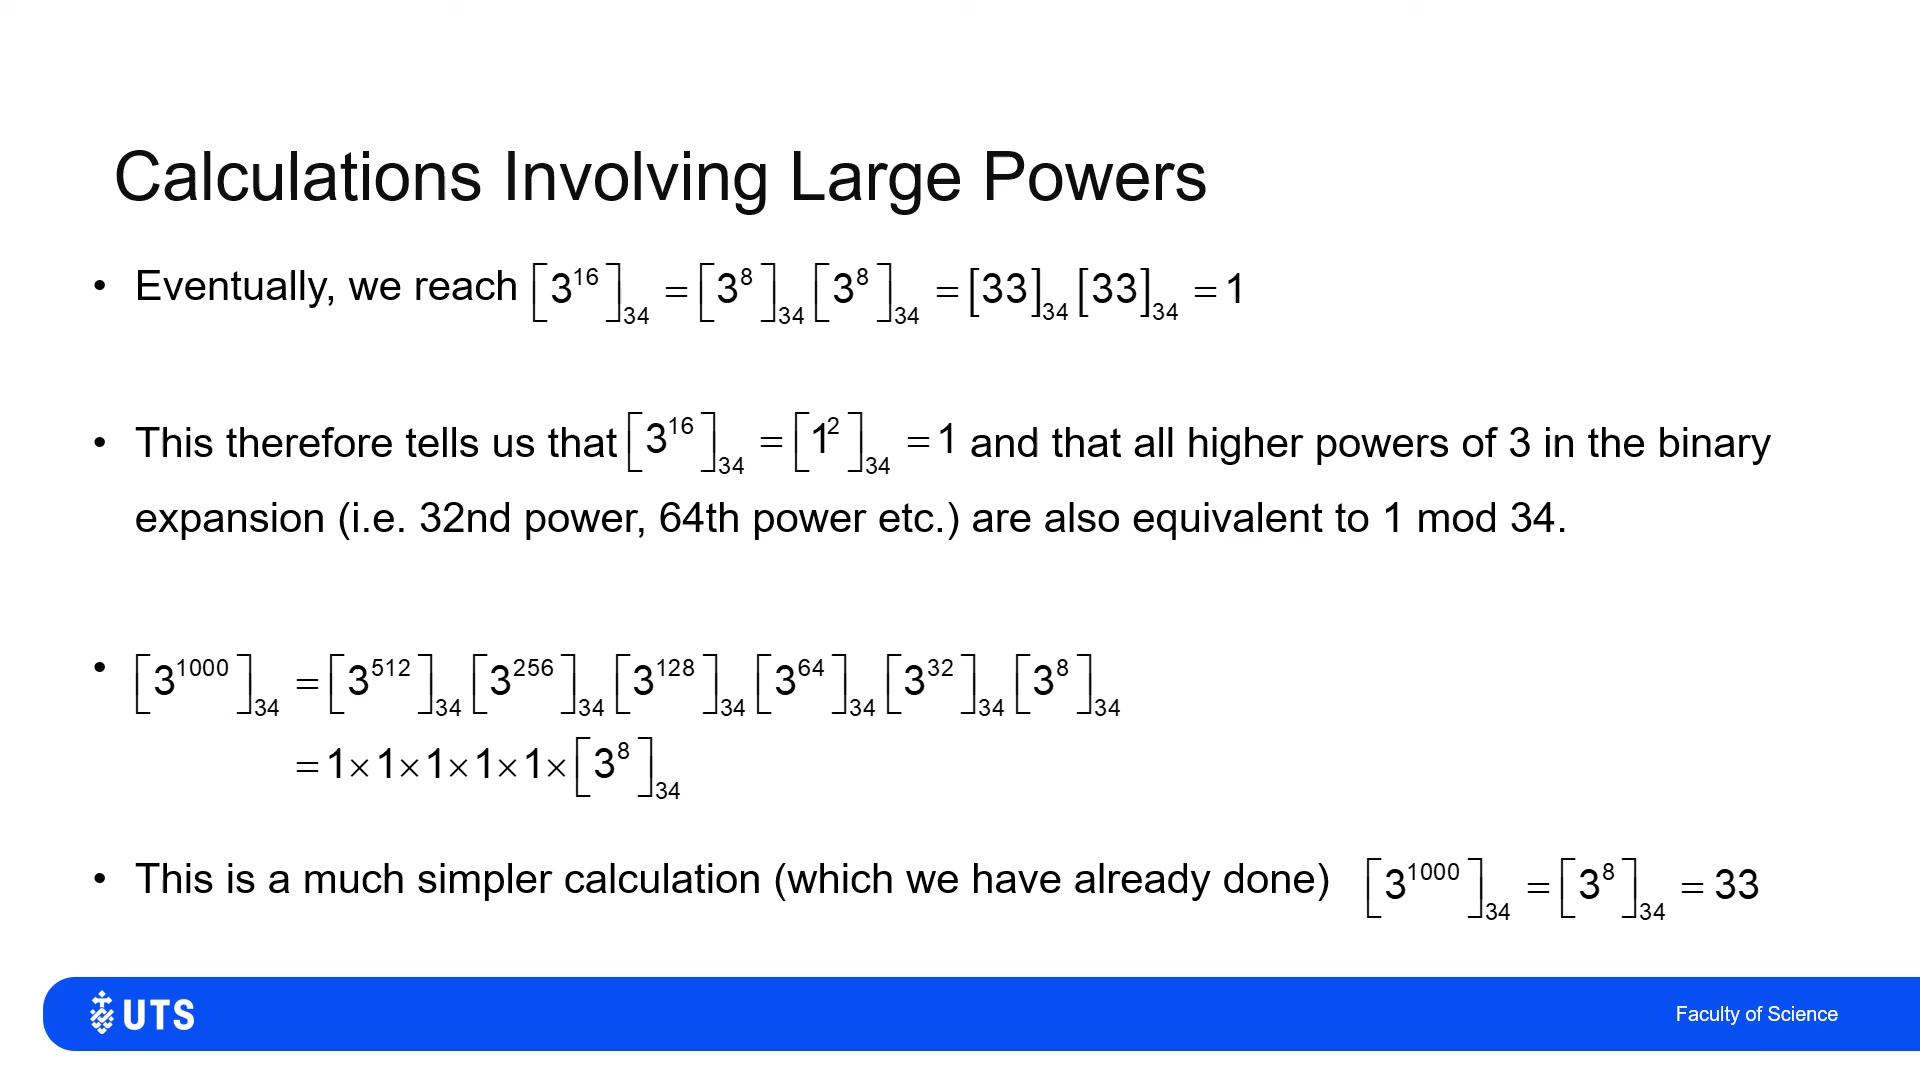 Calculations Involving Large Powers
• Eventually, we reach [3^16]_34 = [3^8]_34 [3^8]_34 = [33]_34 [33]_34 = 1
• This therefore tells us that [3^16]_34 = [1^2]_34 = 1 and that all higher powers of 3 in the binary
expansion (i.e. 32nd power, 64th power etc.) are also equivalent to 1 mod 34.
• [3^1000]_34 = [3^512]_34 [3^256]_34 [3^128]_34 [3^64]_34 [3^32]_34 [3^8]_34
= 1×1×1×1×1×[3^8]_34
• This is a much simpler calculation (which we have already done) [3^1000]_34 = [3^8]_34 = 33
UTS
Faculty of Science